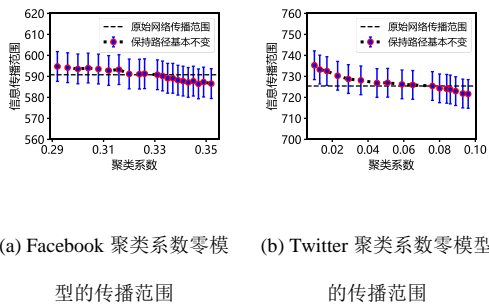 620
610
600
590
580
570
560
0.29
0.31
0.33
0.35
信息传播范围
聚类系数
原始网络传播范围
保持路径基本不变
760
750
740
730
720
710
700
0.02
0.04
0.06
0.08
0.10
信息传播范围
聚类系数
原始网络传播范围
保持路径基本不变
(a) Facebook 聚类系数零模
型的传播范围
(b) Twitter 聚类系数零模型
的传播范围